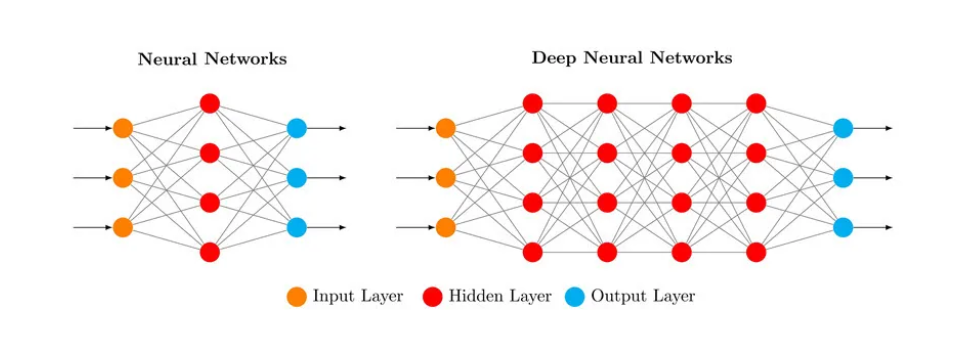 Neural Networks
Deep Neural Networks
Input Layer
Hidden Layer
Output Layer